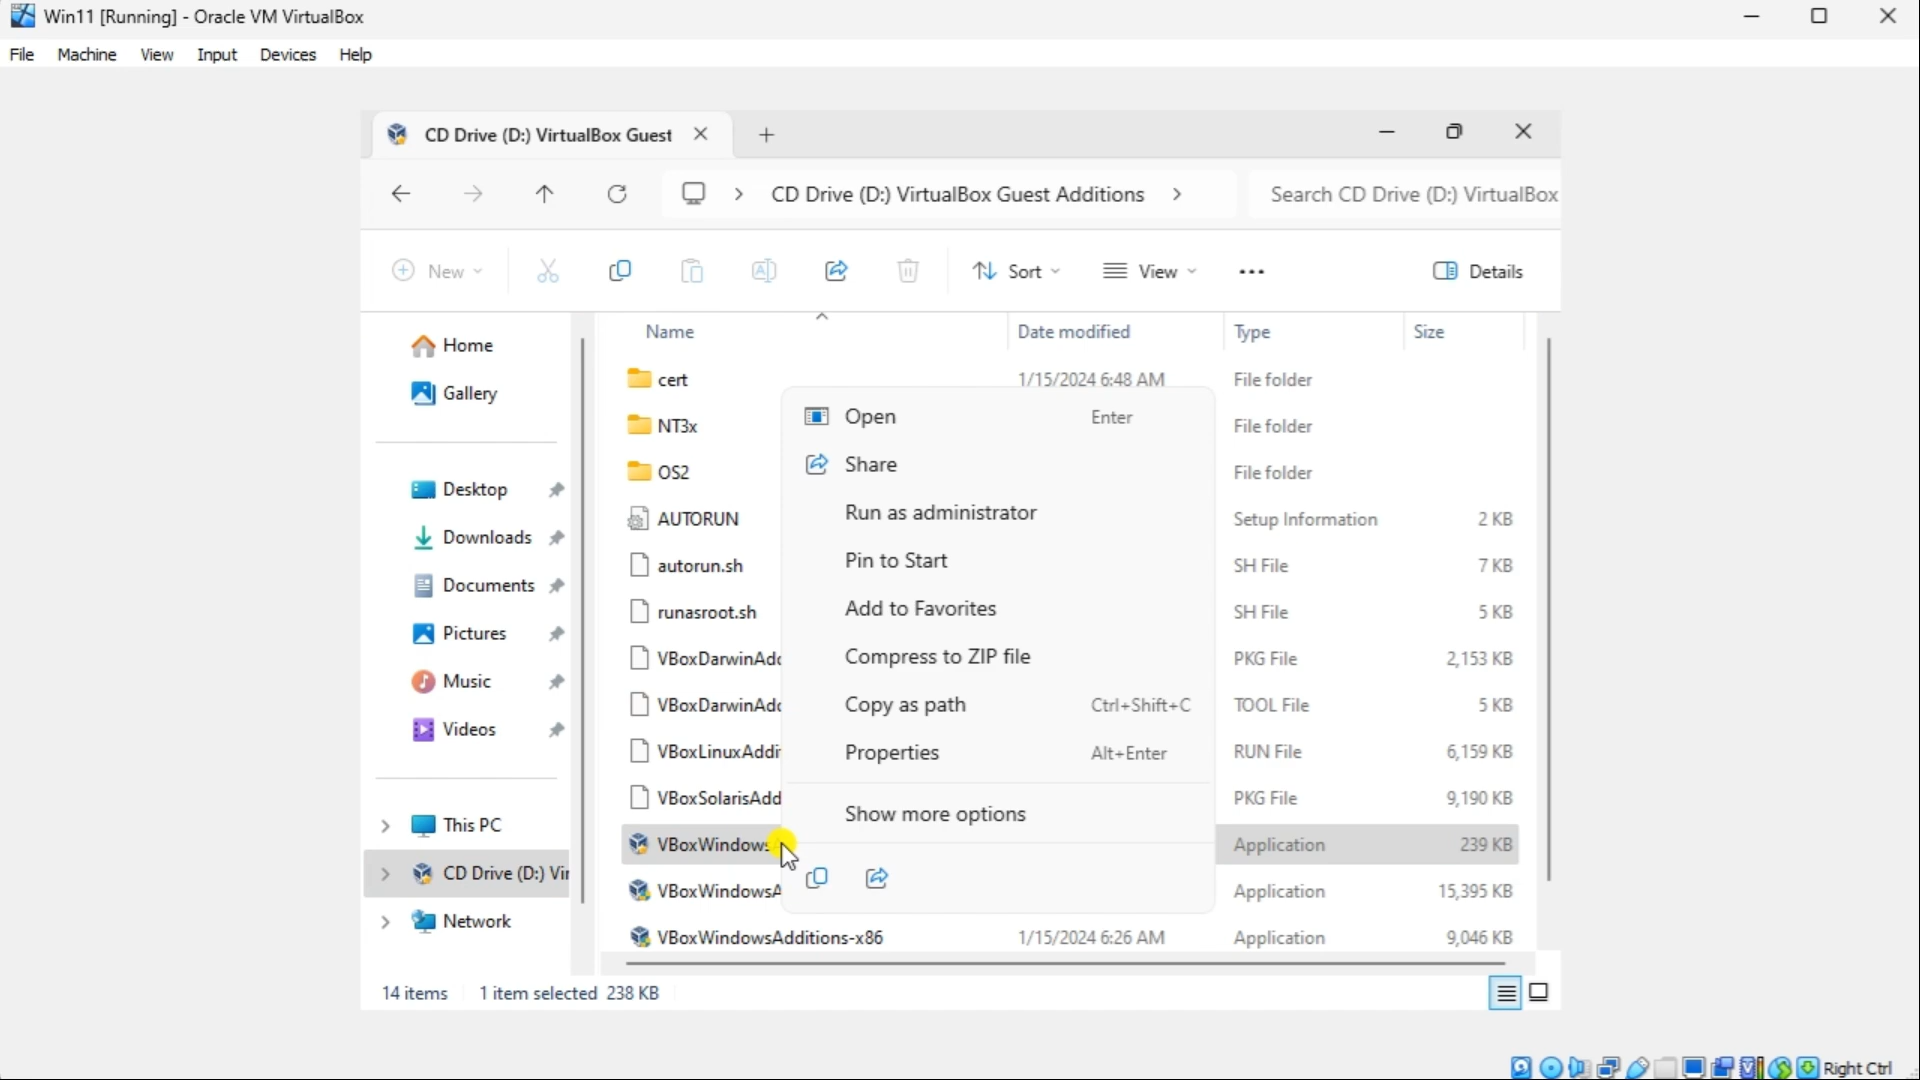 Win11 [Running] - Oracle VM VirtualBox
File Machine View Input Devices Help
CD Drive (D:) VirtualBox Guest
CD Drive (D:) VirtualBox Guest Additions
Search CD Drive (D:) VirtualBox
New
Sort
View
Details
Name Date modified Type Size
Home
Gallery
Desktop
Downloads
Documents
Pictures
Music
Videos
This PC
CD Drive (D:) Vir
Network
cert 1/15/2024 6:48 AM File folder
NT3x File folder
OS2 File folder
AUTORUN Setup Information 2 KB
autorun.sh SH File 7 KB
runasroot.sh SH File 5 KB
VBoxDarwinAdd PKG File 2,153 KB
VBoxDarwinAdd TOOL File 5 KB
VBoxLinuxAddi RUN File 6,159 KB
VBoxSolarisAdd PKG File 9,190 KB
VBoxWindows Application 239 KB
VBoxWindowsA Application 15,395 KB
VBoxWindowsAdditions-x86 1/15/2024 6:26 AM Application 9,046 KB
Open Enter
Share
Run as administrator
Pin to Start
Add to Favorites
Compress to ZIP file
Copy as path Ctrl+Shift+C
Properties Alt+Enter
Show more options
14 items 1 item selected 238 KB
Right Ctrl